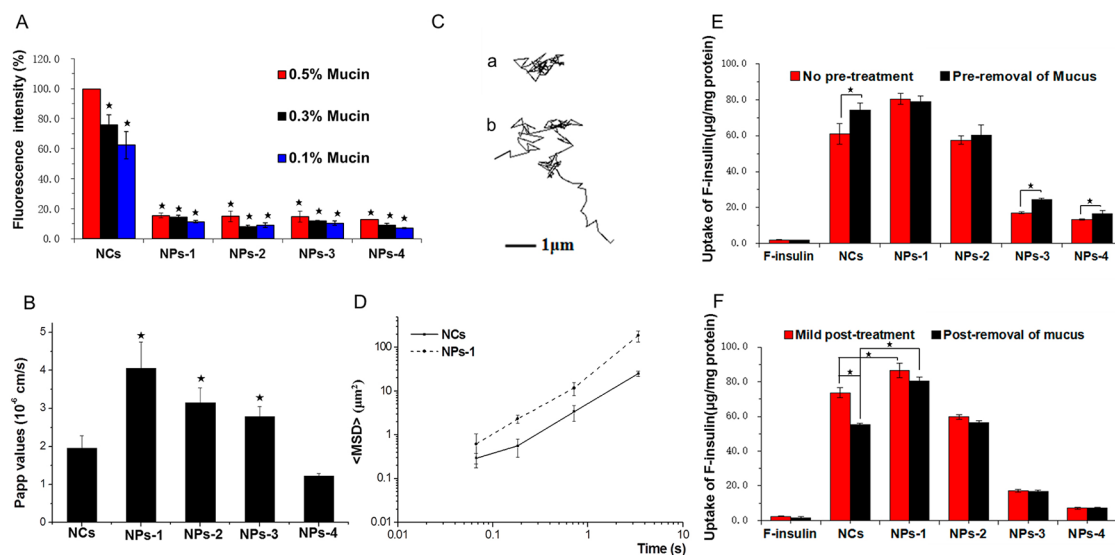 A
Fluorescence intensity (%)
120. 0
100. 0
80. 0
60. 0
40. 0
20. 0
0. 0
0.5% Mucin
0.3% Mucin
0.1% Mucin
NCs
NPs-1
NPs-2
NPs-3
NPs-4
B
Papp values (10-6 cm/s)
6
5
4
3
2
1
0
NCs
NPs-1
NPs-2
NPs-3
NPs-4
C
a
b
1μm
D
<MSD> (μm²)
100
10
1
0.1
0.01
NCs
NPs-1
0.01
0.1
1
10
Time (s)
E
Uptake of F-insulin(μg/mg protein)
100. 0
80. 0
60. 0
40. 0
20. 0
0. 0
No pre-treatment
Pre-removal of Mucus
F-insulin
NCs
NPs-1
NPs-2
NPs-3
NPs-4
F
Uptake of F-insulin(μg/mg protein)
100. 0
80. 0
60. 0
40. 0
20. 0
0. 0
Mild post-treatment
Post-removal of mucus
F-insulin
NCs
NPs-1
NPs-2
NPs-3
NPs-4